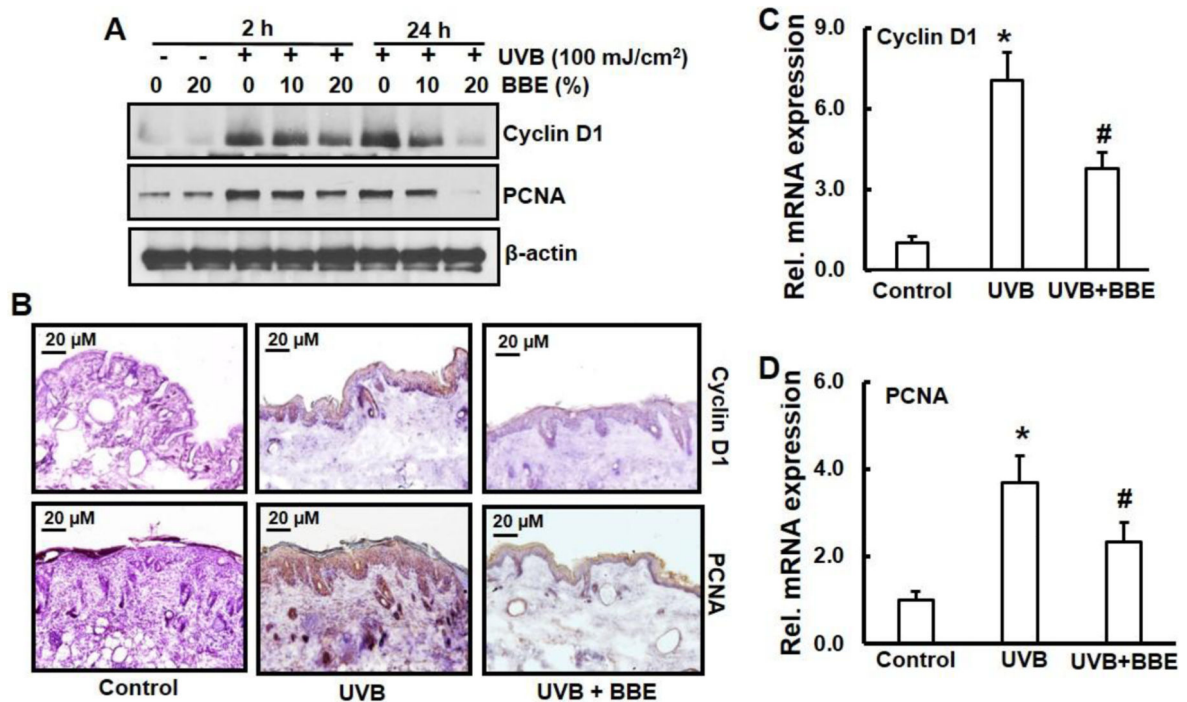 A
2 h 24 h
- - + + + + + + UVB (100 mJ/cm²)
0 20 0 10 20 0 10 20 BBE (%)
Cyclin D1
PCNA
β-actin
B
20 µM 20 µM 20 µM
Cyclin D1
20 µM 20 µM 20 µM
PCNA
Control UVB UVB + BBE
C
Cyclin D1
Rel. mRNA expression
9.0
6.0
3.0
0.0
*
#
Control UVB UVB+BBE
D
PCNA
Rel. mRNA expression
6.0
4.0
2.0
0.0
*
#
Control UVB UVB+BBE